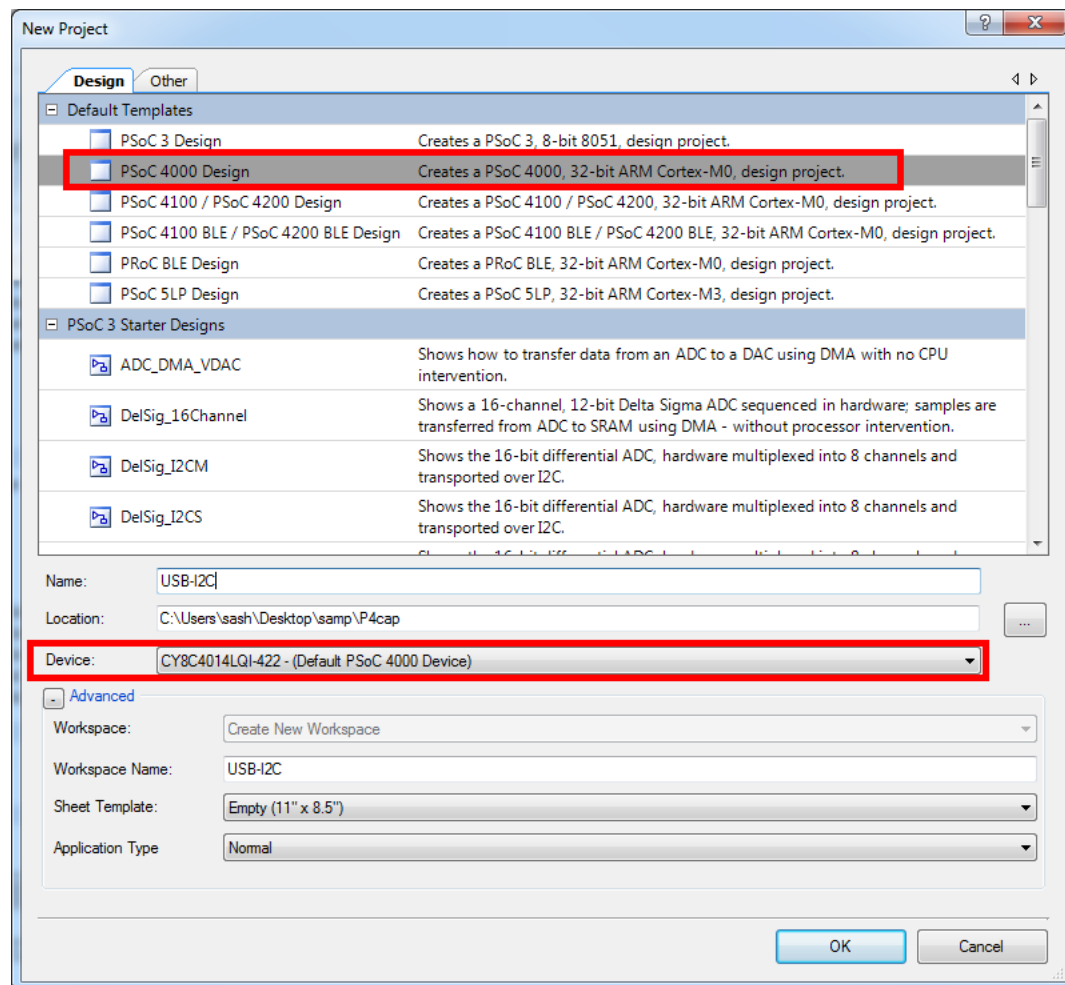 New Project
Design Other
Default Templates
PSoC 3 Design Creates a PSoC 3, 8-bit 8051, design project.
PSoC 4000 Design Creates a PSoC 4000, 32-bit ARM Cortex-M0, design project.
PSoC 4100 / PSoC 4200 Design Creates a PSoC 4100 / PSoC 4200, 32-bit ARM Cortex-M0, design project.
PSoC 4100 BLE / PSoC 4200 BLE Design Creates a PSoC 4100 BLE / PSoC 4200 BLE, 32-bit ARM Cortex-M0, design project.
PRoC BLE Design Creates a PRoC BLE, 32-bit ARM Cortex-M0, design project.
PSoC 5LP Design Creates a PSoC 5LP, 32-bit ARM Cortex-M3, design project.
PSoC 3 Starter Designs
ADC_DMA_VDAC Shows how to transfer data from an ADC to a DAC using DMA with no CPU
intervention.
DelSig_16Channel Shows a 16-channel, 12-bit Delta Sigma ADC sequenced in hardware; samples are
transferred from ADC to SRAM using DMA - without processor intervention.
DelSig_I2CM Shows the 16-bit differential ADC, hardware multiplexed into 8 channels and
transported over I2C.
DelSig_I2CS Shows the 16-bit differential ADC, hardware multiplexed into 8 channels and
transported over I2C.
Name: USB-I2C
Location: C:\Users\sash\Desktop\samp\P4cap ...
Device: CY8C4014LQI-422 - (Default PSoC 4000 Device)
- Advanced
Workspace: Create New Workspace
Workspace Name: USB-I2C
Sheet Template: Empty (11" x 8.5")
Application Type Normal
OK Cancel